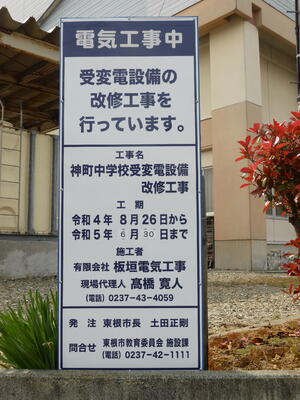 電気工事中
受変電設備の
改修工事を
行っています。
工事名
神町中学校受変電設備
改修工事
工期
令和4年 8月26日から
令和5年 6月30日まで
施工者
有限会社 板垣電気工事
現場代理人 髙橋 寛人
(電話) 0237-43-4059
発 注 東根市長 土田正剛
問合せ 東根市教育委員会 施設課
(電話) 0237-42-1111